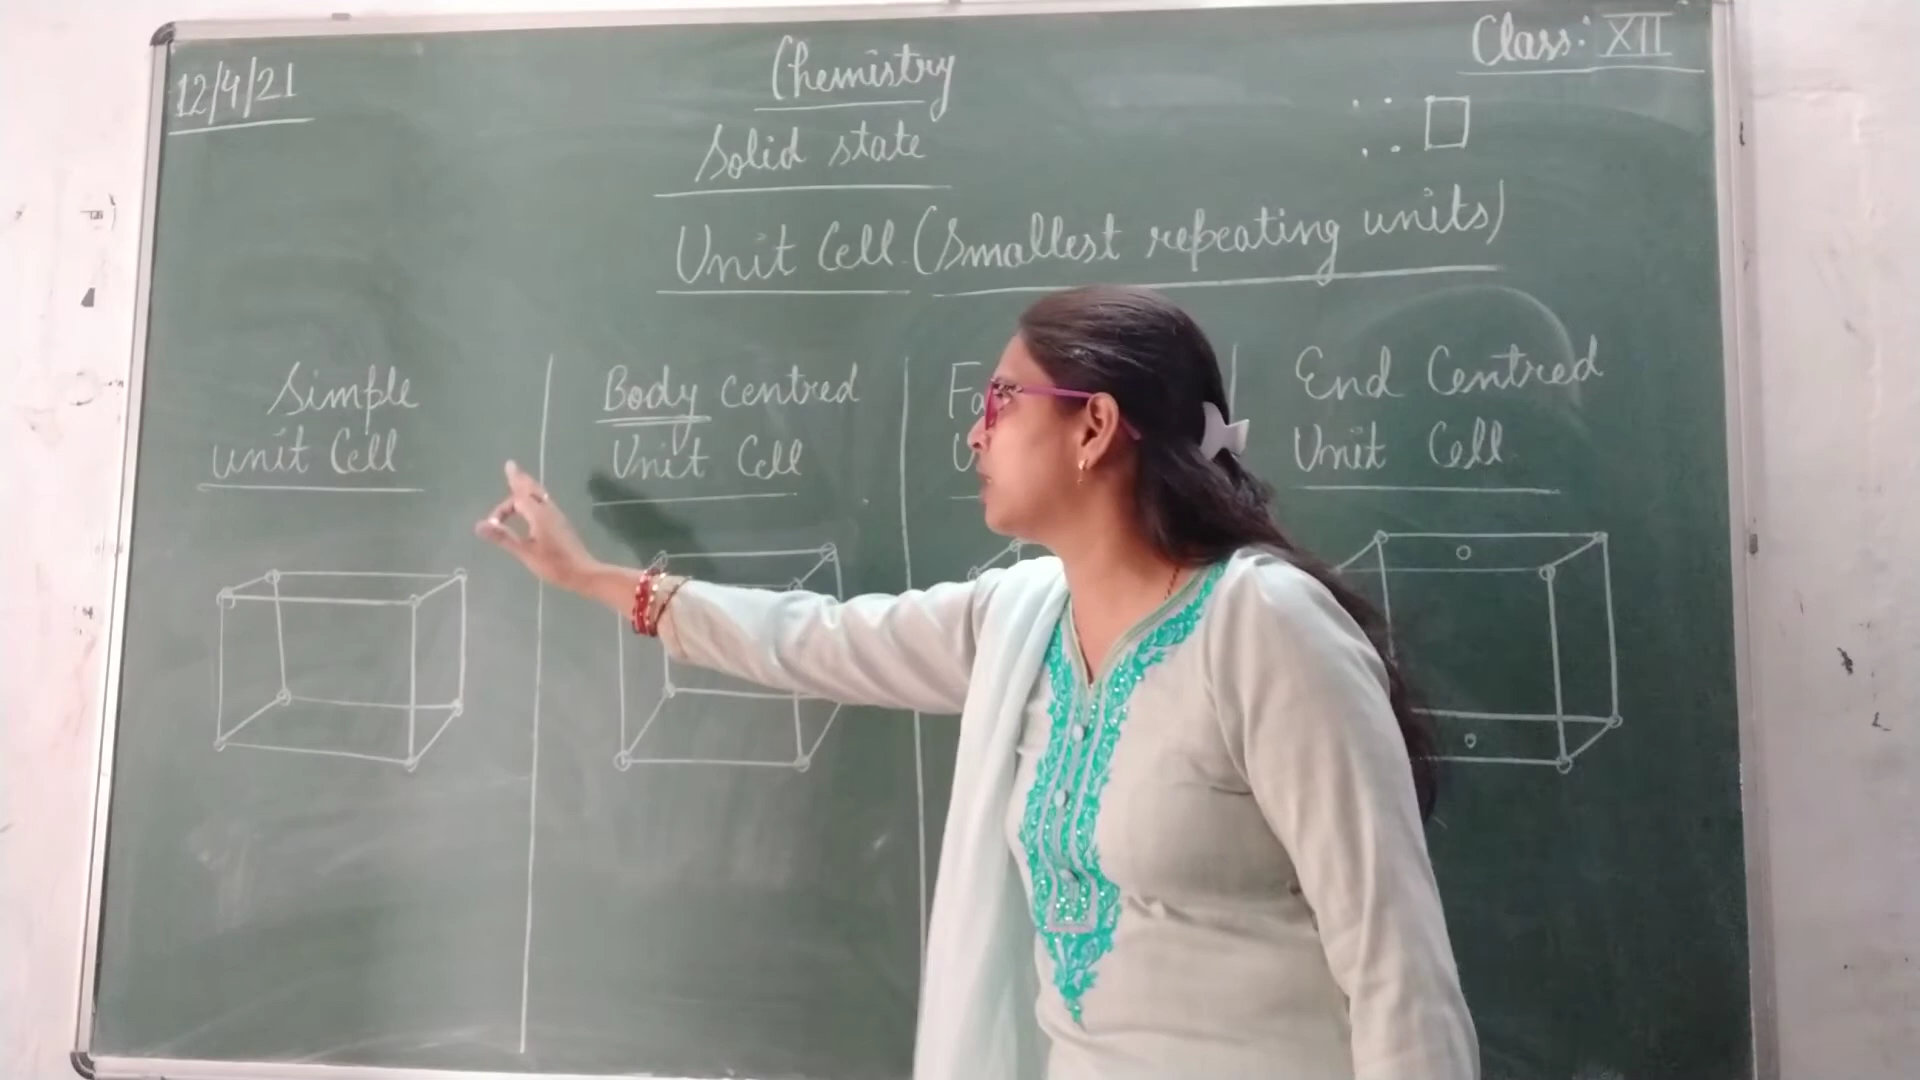 12/4/21
Chemistry
Class: XII
Solid state
Unit Cell (Smallest repeating units)
Simple
unit Cell
Body centred
Unit Cell
End Centred
Unit Cell